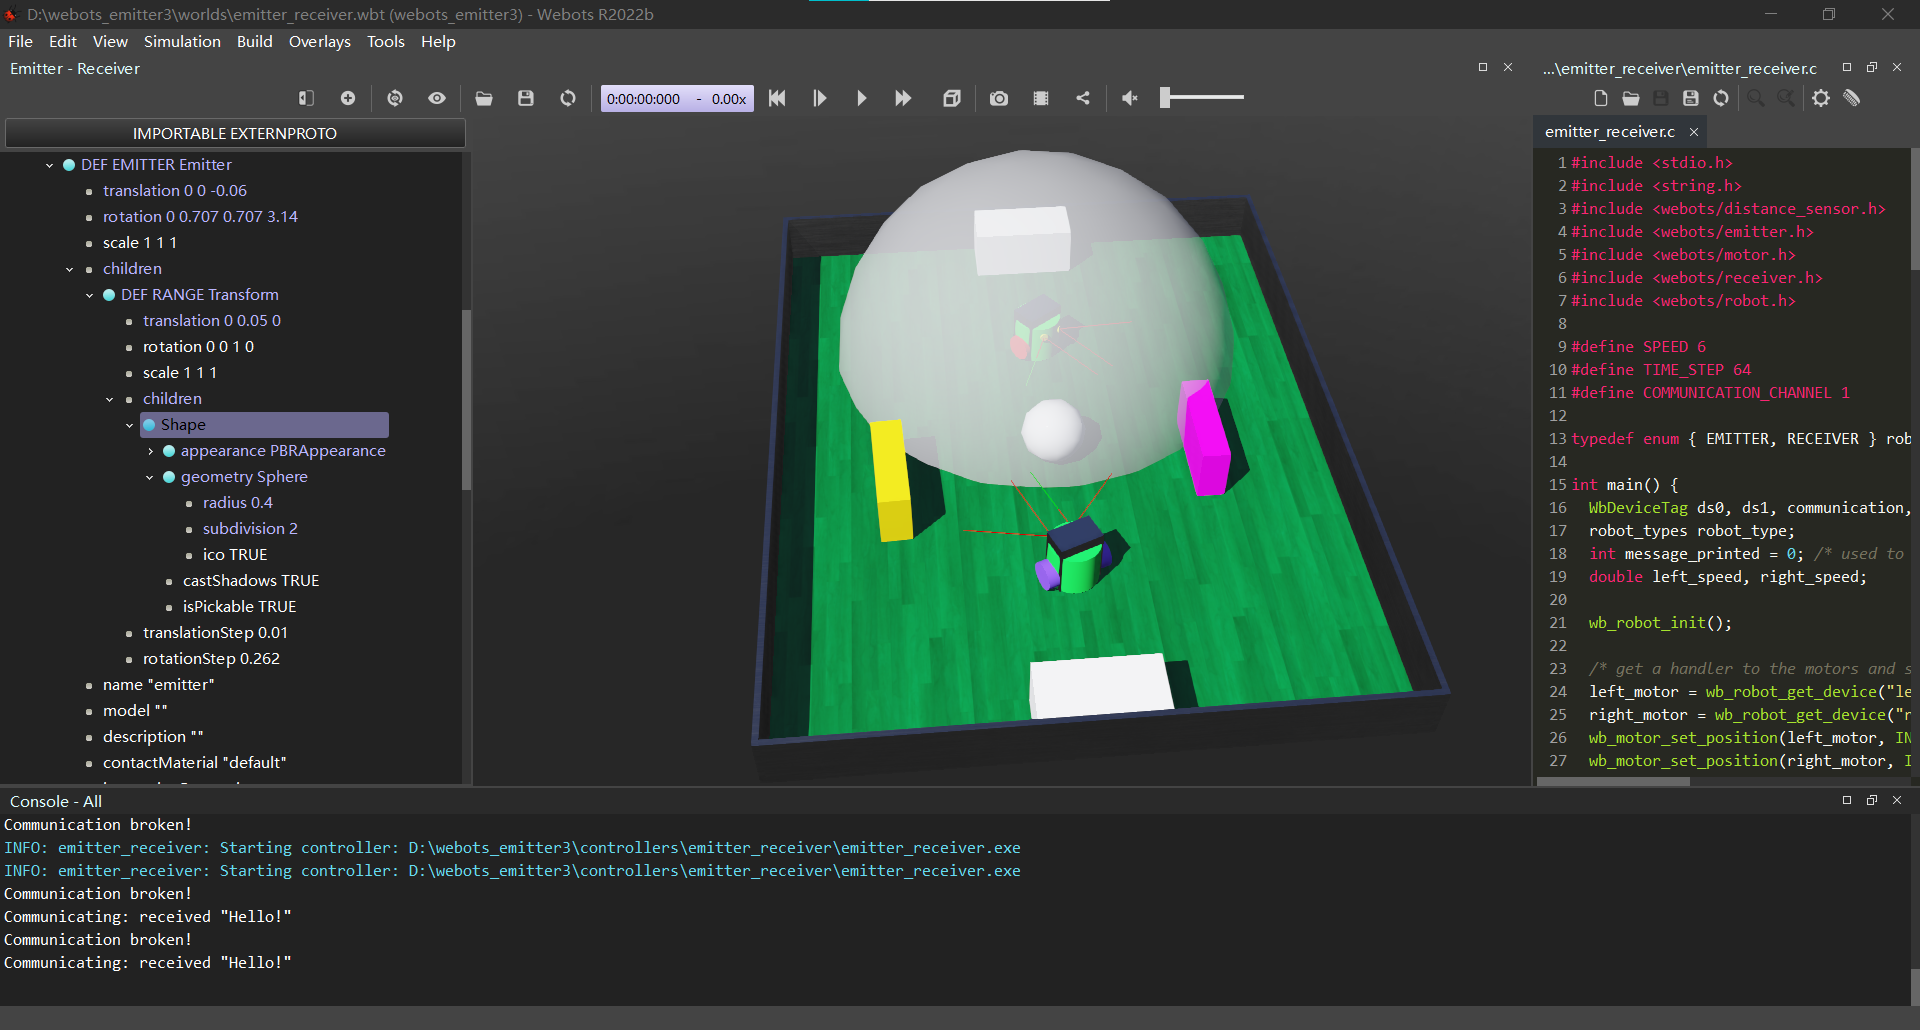 D:\webots_emitter3\worlds\emitter_receiver.wbt (webots_emitter3) - Webots R2022b
File Edit View Simulation Build Overlays Tools Help
Emitter - Receiver
...\emitter_receiver\emitter_receiver.c
0:00:00:000 - 0.00x
IMPORTABLE EXTERNPROTO
DEF EMITTER Emitter
translation 0 0 -0.06
rotation 0 0.707 0.707 3.14
scale 1 1 1
children
DEF RANGE Transform
translation 0 0.05 0
rotation 0 0 1 0
scale 1 1 1
children
Shape
appearance PBRAppearance
geometry Sphere
radius 0.4
subdivision 2
ico TRUE
castShadows TRUE
isPickable TRUE
translationStep 0.01
rotationStep 0.262
name "emitter"
model ""
description ""
contactMaterial "default"
emitter_receiver.c
1 #include <stdio.h>
2 #include <string.h>
3 #include <webots/distance_sensor.h>
4 #include <webots/emitter.h>
5 #include <webots/motor.h>
6 #include <webots/receiver.h>
7 #include <webots/robot.h>
8
9 #define SPEED 6
10 #define TIME_STEP 64
11 #define COMMUNICATION_CHANNEL 1
12
13 typedef enum { EMITTER, RECEIVER } rob
14
15 int main() {
16 WbDeviceTag ds0, ds1, communication,
17 robot_types robot_type;
18 int message_printed = 0; /* used to
19 double left_speed, right_speed;
20
21 wb_robot_init();
22
23 /* get a handler to the motors and s
24 left_motor = wb_robot_get_device("le
25 right_motor = wb_robot_get_device("r
26 wb_motor_set_position(left_motor, IN
27 wb_motor_set_position(right_motor, I
Console - All
Communication broken!
INFO: emitter_receiver: Starting controller: D:\webots_emitter3\controllers\emitter_receiver\emitter_receiver.exe
INFO: emitter_receiver: Starting controller: D:\webots_emitter3\controllers\emitter_receiver\emitter_receiver.exe
Communication broken!
Communicating: received "Hello!"
Communication broken!
Communicating: received "Hello!"